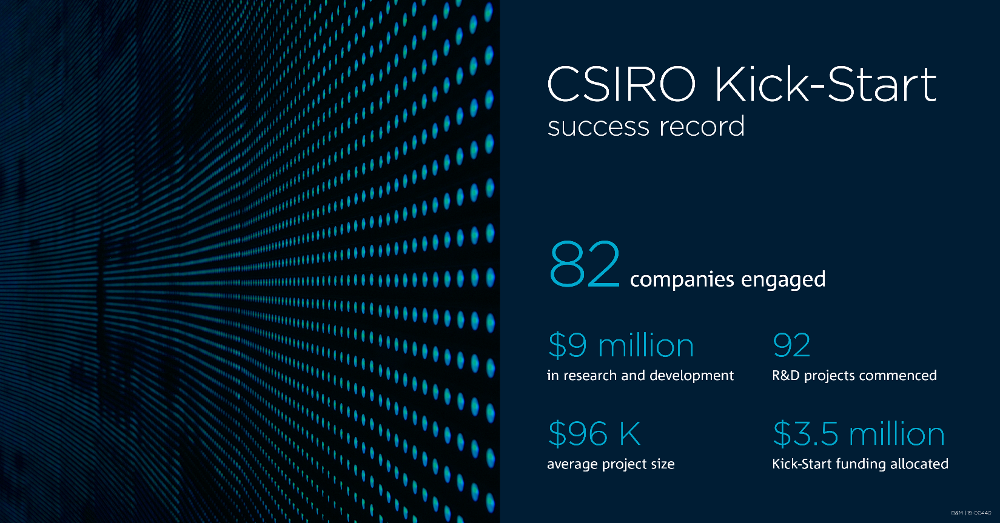 CSIRO Kick-Start
success record
82 companies engaged
$9 million
in research and development
92
R&D projects commenced
$96 K
average project size
$3.5 million
Kick-Start funding allocated
B&M | 19-00440